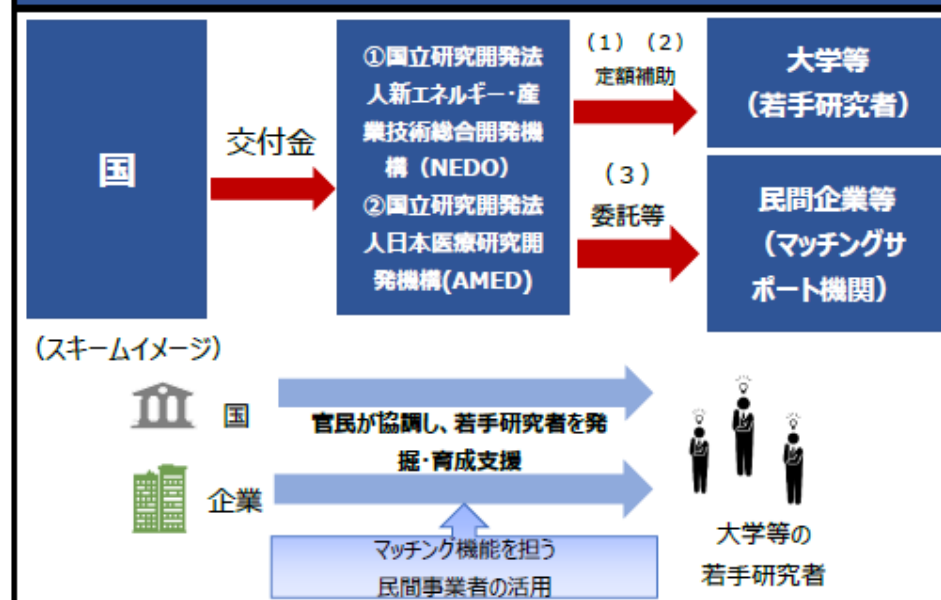 国
交付金
①国立研究開発法
人新エネルギー・産
業技術総合開発機
構（NEDO）
②国立研究開発法
人日本医療研究開
発機構(AMED)
（１）（２）
定額補助
（３）
委託等
大学等
（若手研究者）
民間企業等
（マッチングサ
ポート機関）
（スキームイメージ）
国
官民が協調し、若手研究者を発
掘・育成支援
企業
マッチング機能を担う
民間事業者の活用
大学等の
若手研究者